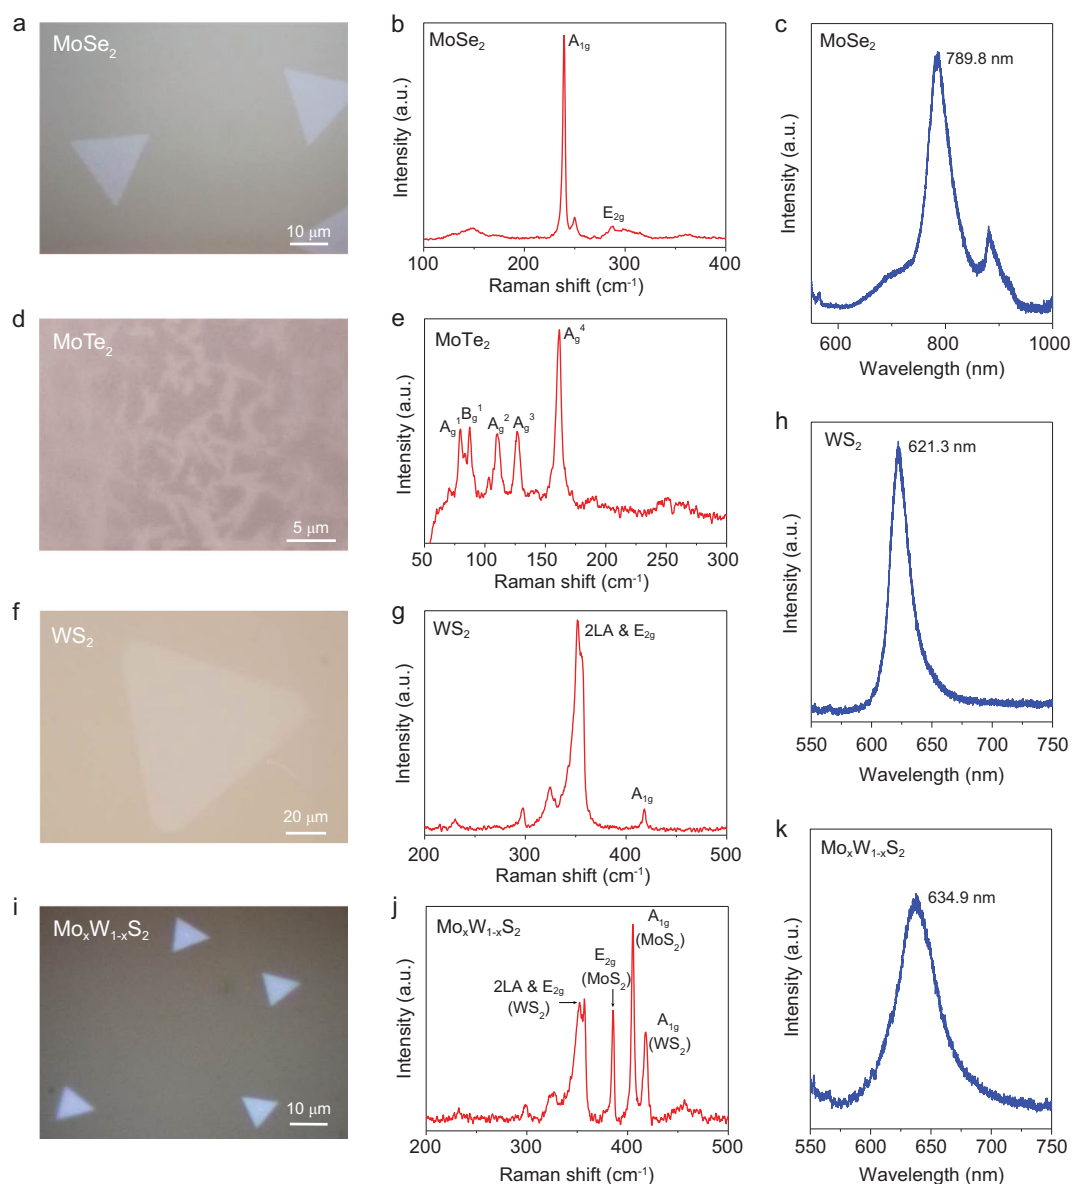 a
MoSe₂
10 μm
b
MoSe₂
A₁g
E₂g
Intensity (a.u.)
100 200 300 400
Raman shift (cm⁻¹)
c
MoSe₂
789.8 nm
Intensity (a.u.)
600 800 1000
Wavelength (nm)
d
MoTe₂
5 μm
e
MoTe₂
Ag¹
Bg¹
Ag²
Ag³
Ag⁴
Intensity (a.u.)
50 100 150 200 250 300
Raman shift (cm⁻¹)
f
WS₂
20 μm
g
WS₂
2LA & E₂g
A₁g
Intensity (a.u.)
200 300 400 500
Raman shift (cm⁻¹)
h
WS₂
621.3 nm
Intensity (a.u.)
550 600 650 700 750
Wavelength (nm)
i
MoₓW₁₋ₓS₂
10 μm
j
MoₓW₁₋ₓS₂
2LA & E₂g
(WS₂)
E₂g
(MoS₂)
A₁g
(MoS₂)
A₁g
(WS₂)
Intensity (a.u.)
200 300 400 500
Raman shift (cm⁻¹)
k
MoₓW₁₋ₓS₂
634.9 nm
Intensity (a.u.)
550 600 650 700 750
Wavelength (nm)